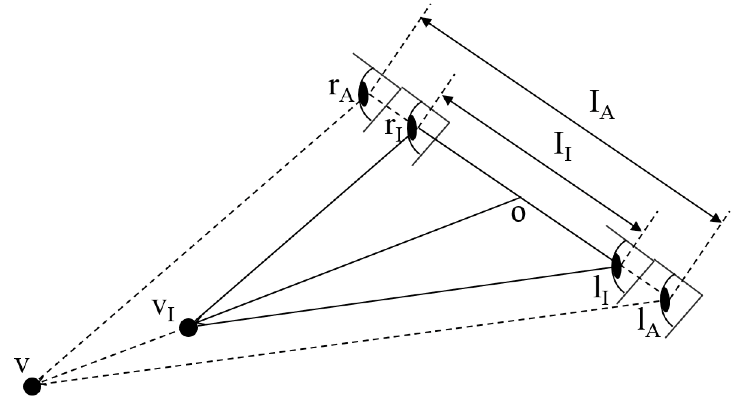 r_A
I_A
r_I
I_I
o
l_I
v_I
l_A
v